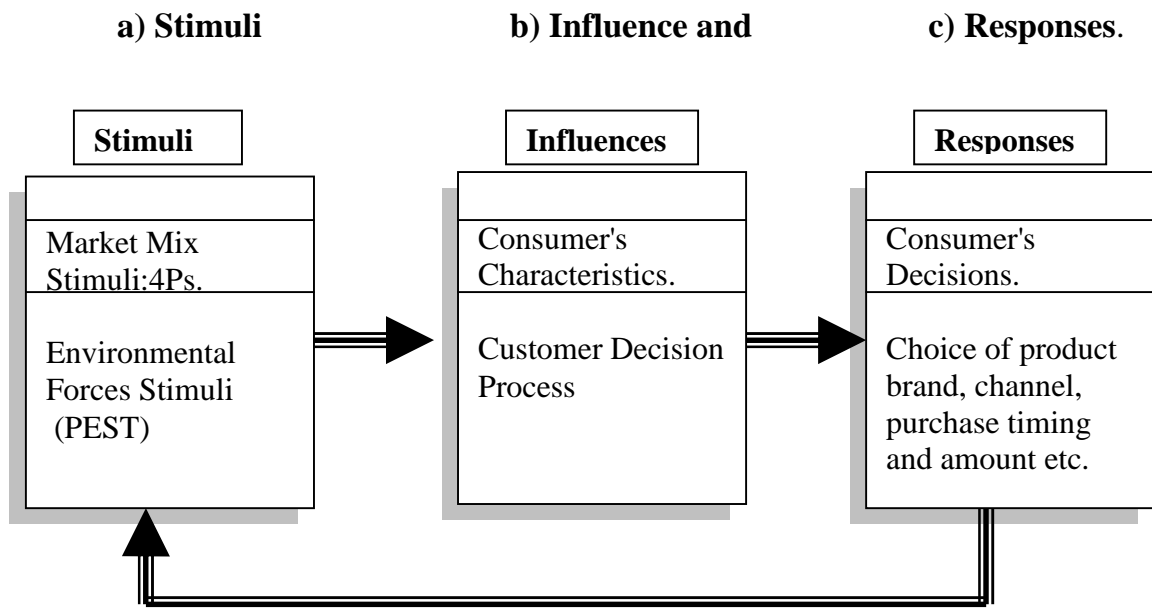 a) Stimuli
b) Influence and
c) Responses.
Stimuli
Market Mix
Stimuli:4Ps.
Environmental
Forces Stimuli
(PEST)
Influences
Consumer's
Characteristics.
Customer Decision
Process
Responses
Consumer's
Decisions.
Choice of product
brand, channel,
purchase timing
and amount etc.